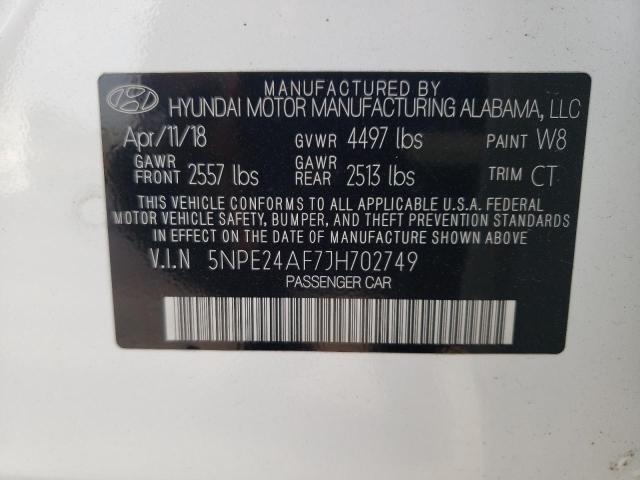 MANUFACTURED BY
HYUNDAI MOTOR MANUFACTURING ALABAMA, LLC
Apr/11/18 GVWR 4497 lbs PAINT W8
GAWR FRONT 2557 lbs GAWR REAR 2513 lbs TRIM CT
THIS VEHICLE CONFORMS TO ALL APPLICABLE U.S.A. FEDERAL
MOTOR VEHICLE SAFETY, BUMPER, AND THEFT PREVENTION STANDARDS
IN EFFECT ON THE DATE OF MANUFACTURE SHOWN ABOVE
V.I.N 5NPE24AF7JH702749
PASSENGER CAR